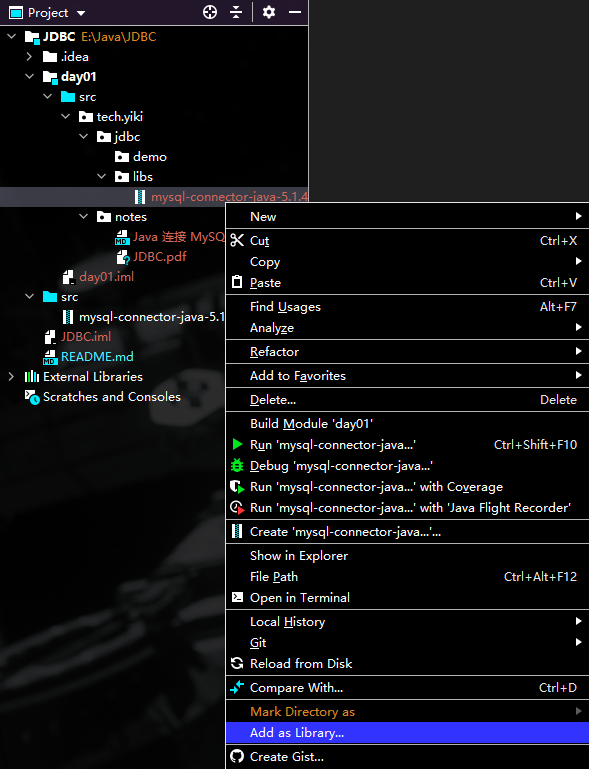 Project
JDBC E:\Java\JDBC
.idea
day01
src
tech.yiki
jdbc
demo
libs
mysql-connector-java-5.1.4
notes
Java 连接 MySQ
JDBC.pdf
day01.iml
src
mysql-connector-java-5.1
JDBC.iml
README.md
External Libraries
Scratches and Consoles
New
Cut Ctrl+X
Copy
Paste Ctrl+V
Find Usages Alt+F7
Analyze
Refactor
Add to Favorites
Delete... Delete
Build Module 'day01'
Run 'mysql-connector-java...' Ctrl+Shift+F10
Debug 'mysql-connector-java...'
Run 'mysql-connector-java...' with Coverage
Run 'mysql-connector-java...' with 'Java Flight Recorder'
Create 'mysql-connector-java...'...
Show in Explorer
File Path Ctrl+Alt+F12
Open in Terminal
Local History
Git
Reload from Disk
Compare With... Ctrl+D
Mark Directory as
Add as Library...
Create Gist...